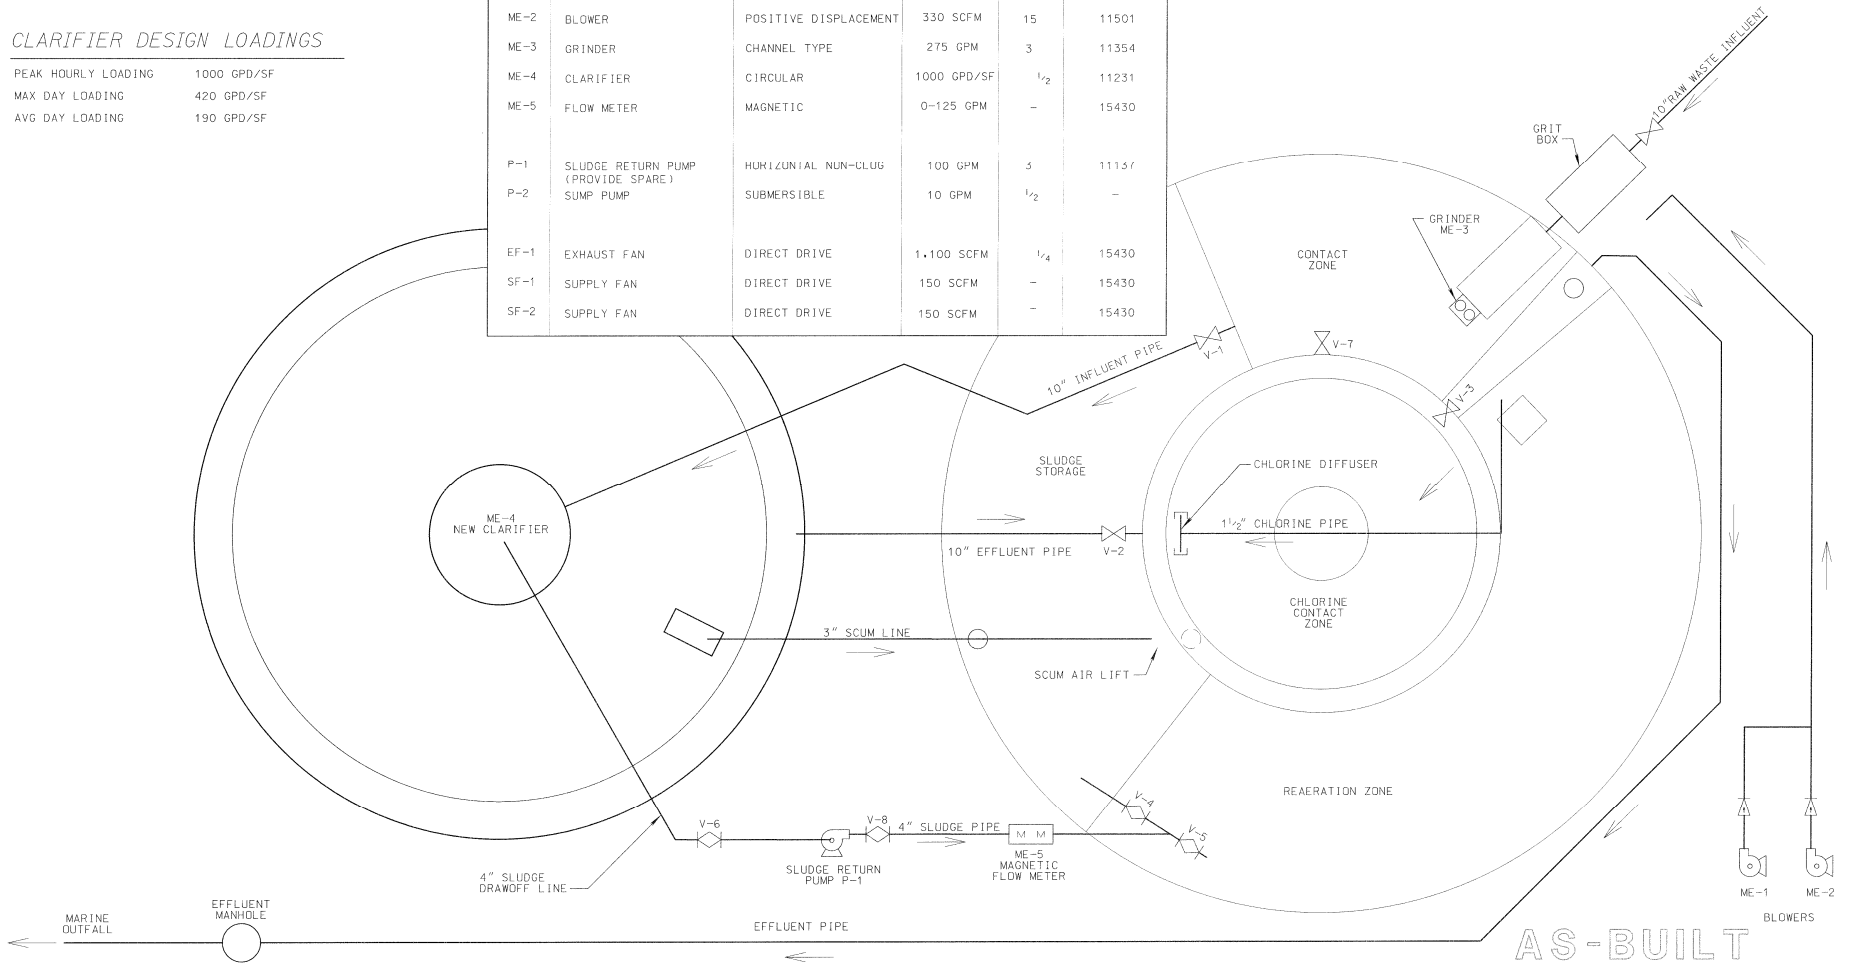 CLARIFIER DESIGN LOADINGS
PEAK HOURLY LOADING 1000 GPD/SF
MAX DAY LOADING 420 GPD/SF
AVG DAY LOADING 190 GPD/SF
ME-2 BLOWER POSITIVE DISPLACEMENT 330 SCFM 15 11501
ME-3 GRINDER CHANNEL TYPE 275 GPM 3 11354
ME-4 CLARIFIER CIRCULAR 1000 GPD/SF 1/2 11231
ME-5 FLOW METER MAGNETIC 0-125 GPM - 15430
P-1 SLUDGE RETURN PUMP HORIZONTAL NON-CLOG 100 GPM 3 11137
(PROVIDE SPARE)
P-2 SUMP PUMP SUBMERSIBLE 10 GPM 1/2 -
EF-1 EXHAUST FAN DIRECT DRIVE 1,100 SCFM 1/4 15430
SF-1 SUPPLY FAN DIRECT DRIVE 150 SCFM - 15430
SF-2 SUPPLY FAN DIRECT DRIVE 150 SCFM - 15430
10" RAW WASTE INFLUENT
GRIT
BOX
GRINDER
ME-3
CONTACT
ZONE
V-1
V-7
10" INFLUENT PIPE
V-3
SLUDGE
STORAGE
CHLORINE DIFFUSER
ME-4
NEW CLARIFIER
1 1/2" CHLORINE PIPE
10" EFFLUENT PIPE
V-2
CHLORINE
CONTACT
ZONE
3" SCUM LINE
SCUM AIR LIFT
REAERATION ZONE
V-4
V-5
V-6
V-8
4" SLUDGE PIPE
M M
ME-5
MAGNETIC
FLOW METER
SLUDGE RETURN
PUMP P-1
4" SLUDGE
DRAWOFF LINE
ME-1
ME-2
BLOWERS
EFFLUENT
MANHOLE
MARINE
OUTFALL
EFFLUENT PIPE
AS-BUILT